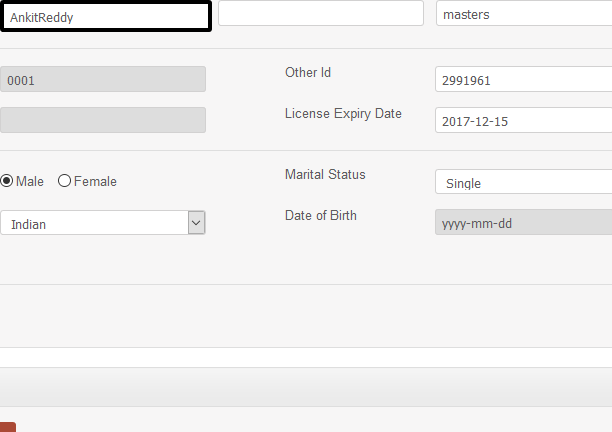 AnkitReddy masters
0001 Other Id 2991961
License Expiry Date 2017-12-15
Male Female Marital Status Single
Indian Date of Birth yyyy-mm-dd